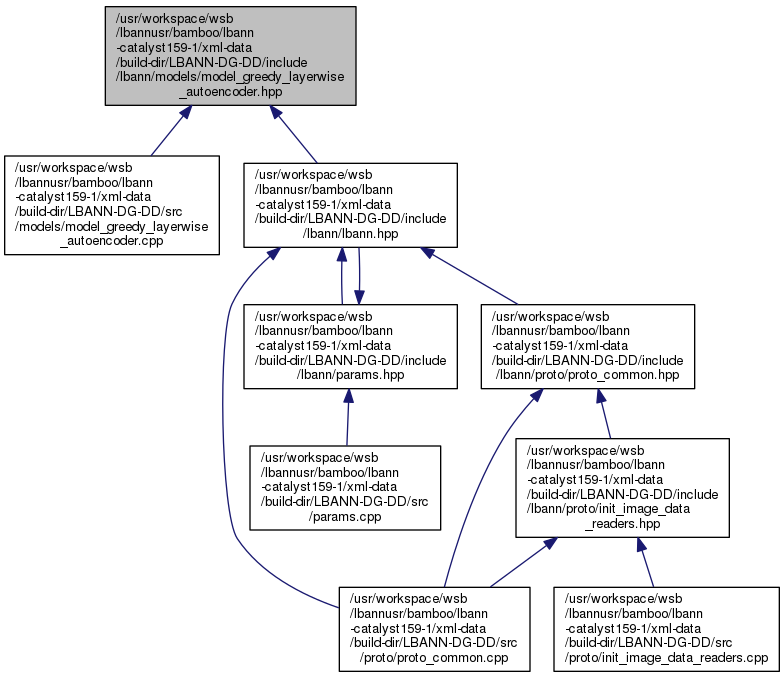 /usr/workspace/wsb
/lbannusr/bamboo/lbann
-catalyst159-1/xml-data
/build-dir/LBANN-DG-DD/include
/lbann/models/model_greedy_layerwise
_autoencoder.hpp
/usr/workspace/wsb
/lbannusr/bamboo/lbann
-catalyst159-1/xml-data
/build-dir/LBANN-DG-DD/src
/models/model_greedy_layerwise
_autoencoder.cpp
/usr/workspace/wsb
/lbannusr/bamboo/lbann
-catalyst159-1/xml-data
/build-dir/LBANN-DG-DD/include
/lbann/lbann.hpp
/usr/workspace/wsb
/lbannusr/bamboo/lbann
-catalyst159-1/xml-data
/build-dir/LBANN-DG-DD/include
/lbann/params.hpp
/usr/workspace/wsb
/lbannusr/bamboo/lbann
-catalyst159-1/xml-data
/build-dir/LBANN-DG-DD/include
/lbann/proto/proto_common.hpp
/usr/workspace/wsb
/lbannusr/bamboo/lbann
-catalyst159-1/xml-data
/build-dir/LBANN-DG-DD/src
/params.cpp
/usr/workspace/wsb
/lbannusr/bamboo/lbann
-catalyst159-1/xml-data
/build-dir/LBANN-DG-DD/include
/lbann/proto/init_image_data
_readers.hpp
/usr/workspace/wsb
/lbannusr/bamboo/lbann
-catalyst159-1/xml-data
/build-dir/LBANN-DG-DD/src
/proto/proto_common.cpp
/usr/workspace/wsb
/lbannusr/bamboo/lbann
-catalyst159-1/xml-data
/build-dir/LBANN-DG-DD/src
/proto/init_image_data_readers.cpp